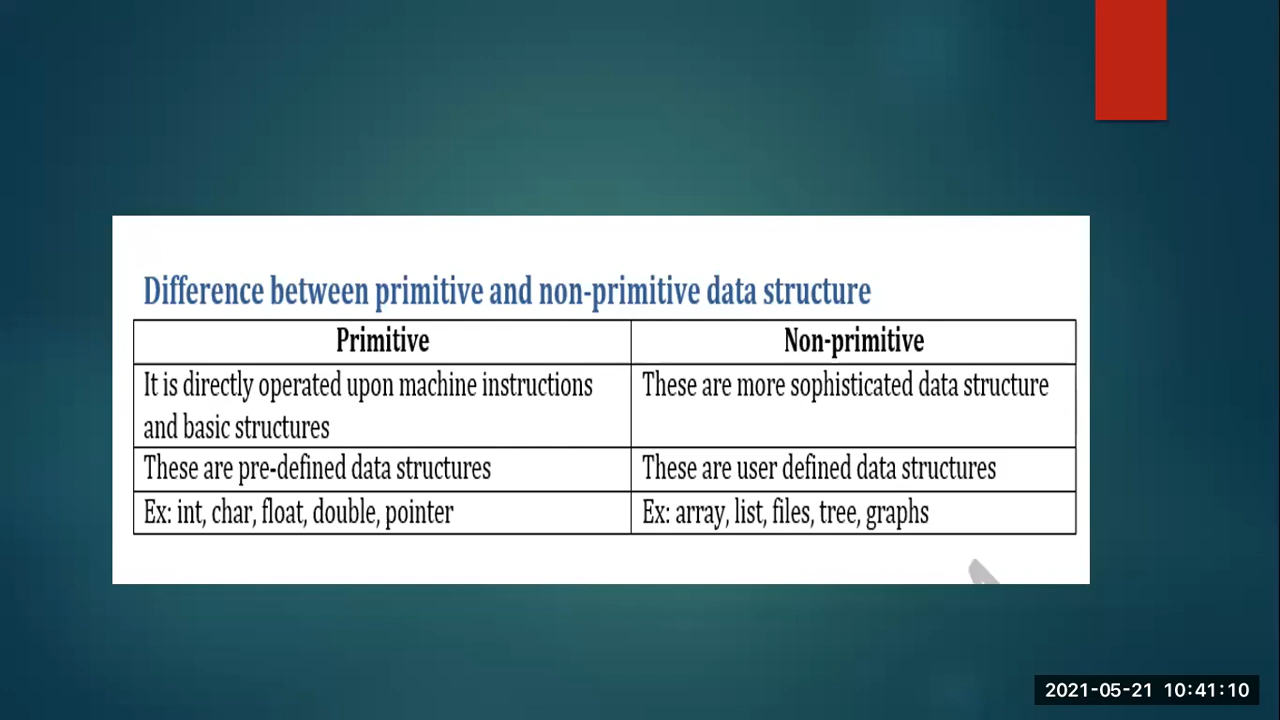 Difference between primitive and non-primitive data structure
Primitive
Non-primitive
It is directly operated upon machine instructions
and basic structures
These are more sophisticated data structure
These are pre-defined data structures
These are user defined data structures
Ex: int, char, float, double, pointer
Ex: array, list, files, tree, graphs
2021-05-21 10:41:10